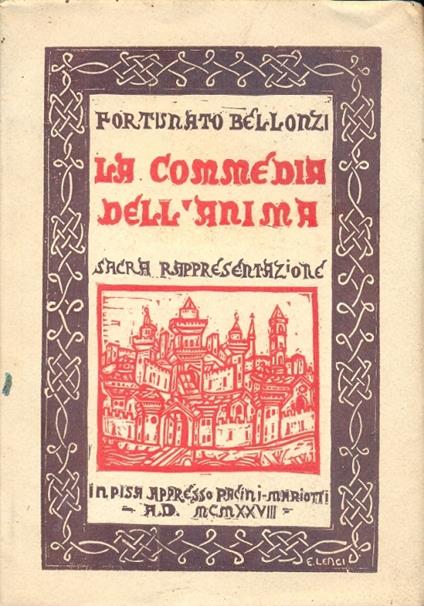 FORTUNATO BELLONZI
LA COMMEDIA
DELL'ANIMA
SACRA RAPPRESENTAZIONE
IN PISA APPRESSO PACINI-MARIOTTI
- A.D. MCMXXVIII -
E. LENCI